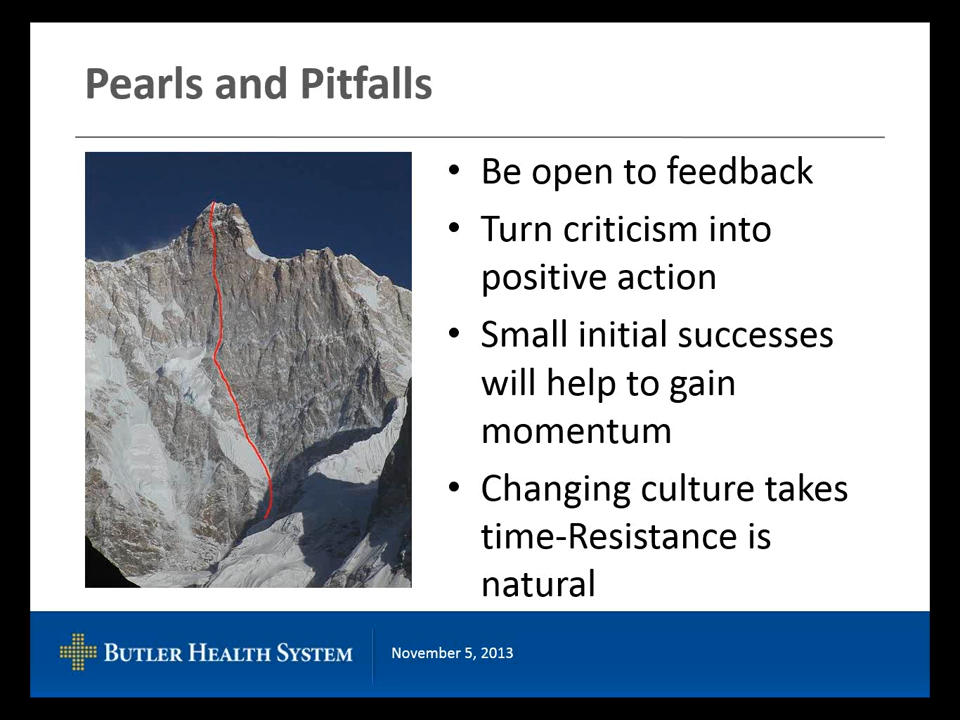 Pearls and Pitfalls
• Be open to feedback
• Turn criticism into
positive action
• Small initial successes
will help to gain
momentum
• Changing culture takes
time-Resistance is
natural
BUTLER HEALTH SYSTEM
November 5, 2013